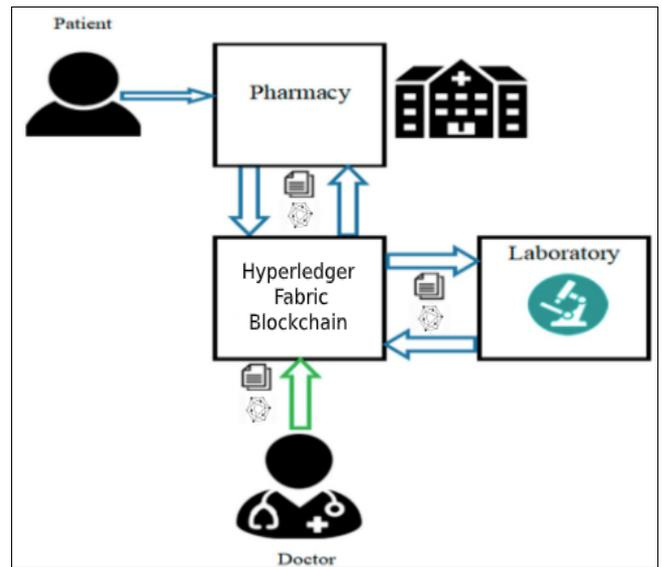 Patient
Pharmacy
Hyperledger
Fabric
Blockchain
Laboratory
Doctor